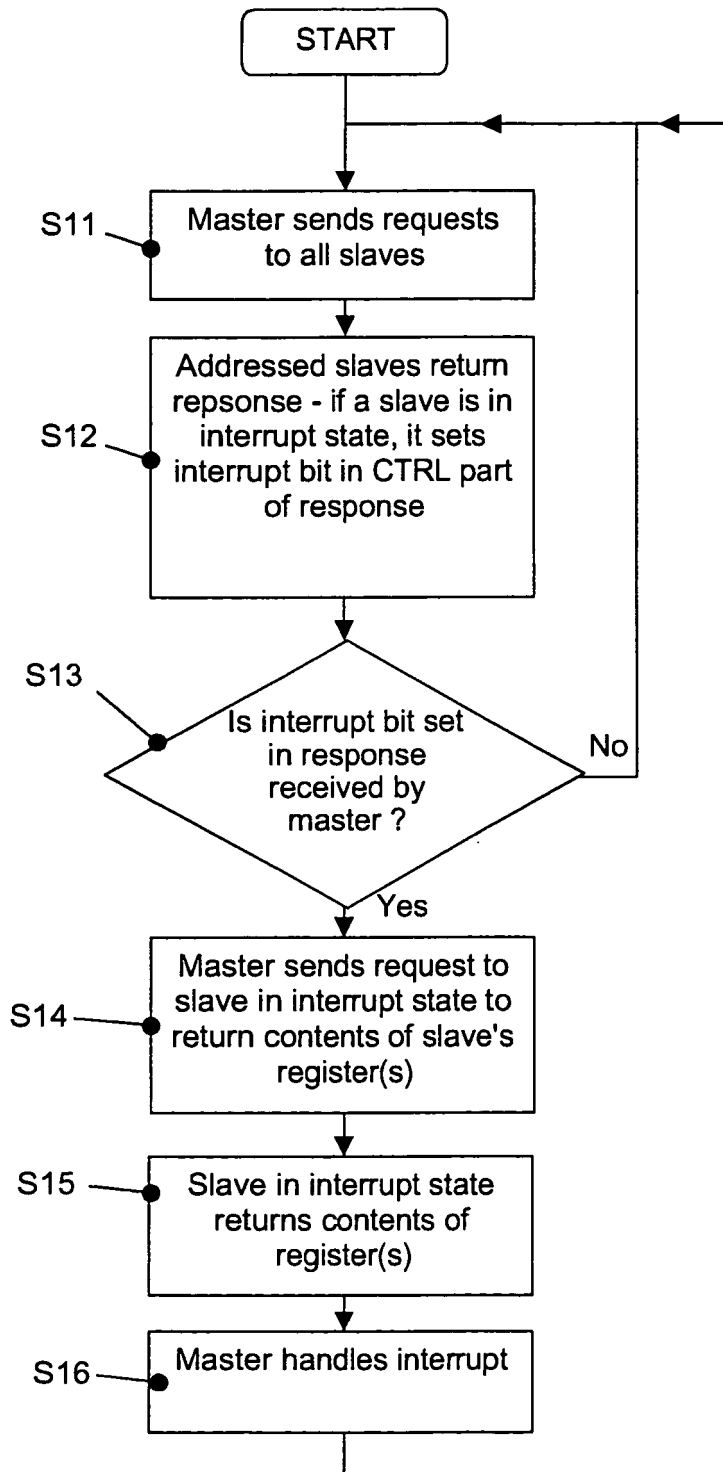 START
S11
Master sends requests
to all slaves
S12
Addressed slaves return
repsonse - if a slave is in
interrupt state, it sets
interrupt bit in CTRL part
of response
S13
Is interrupt bit set
in response
received by
master ?
No
Yes
S14
Master sends request to
slave in interrupt state to
return contents of slave's
register(s)
S15
Slave in interrupt state
returns contents of
register(s)
S16
Master handles interrupt